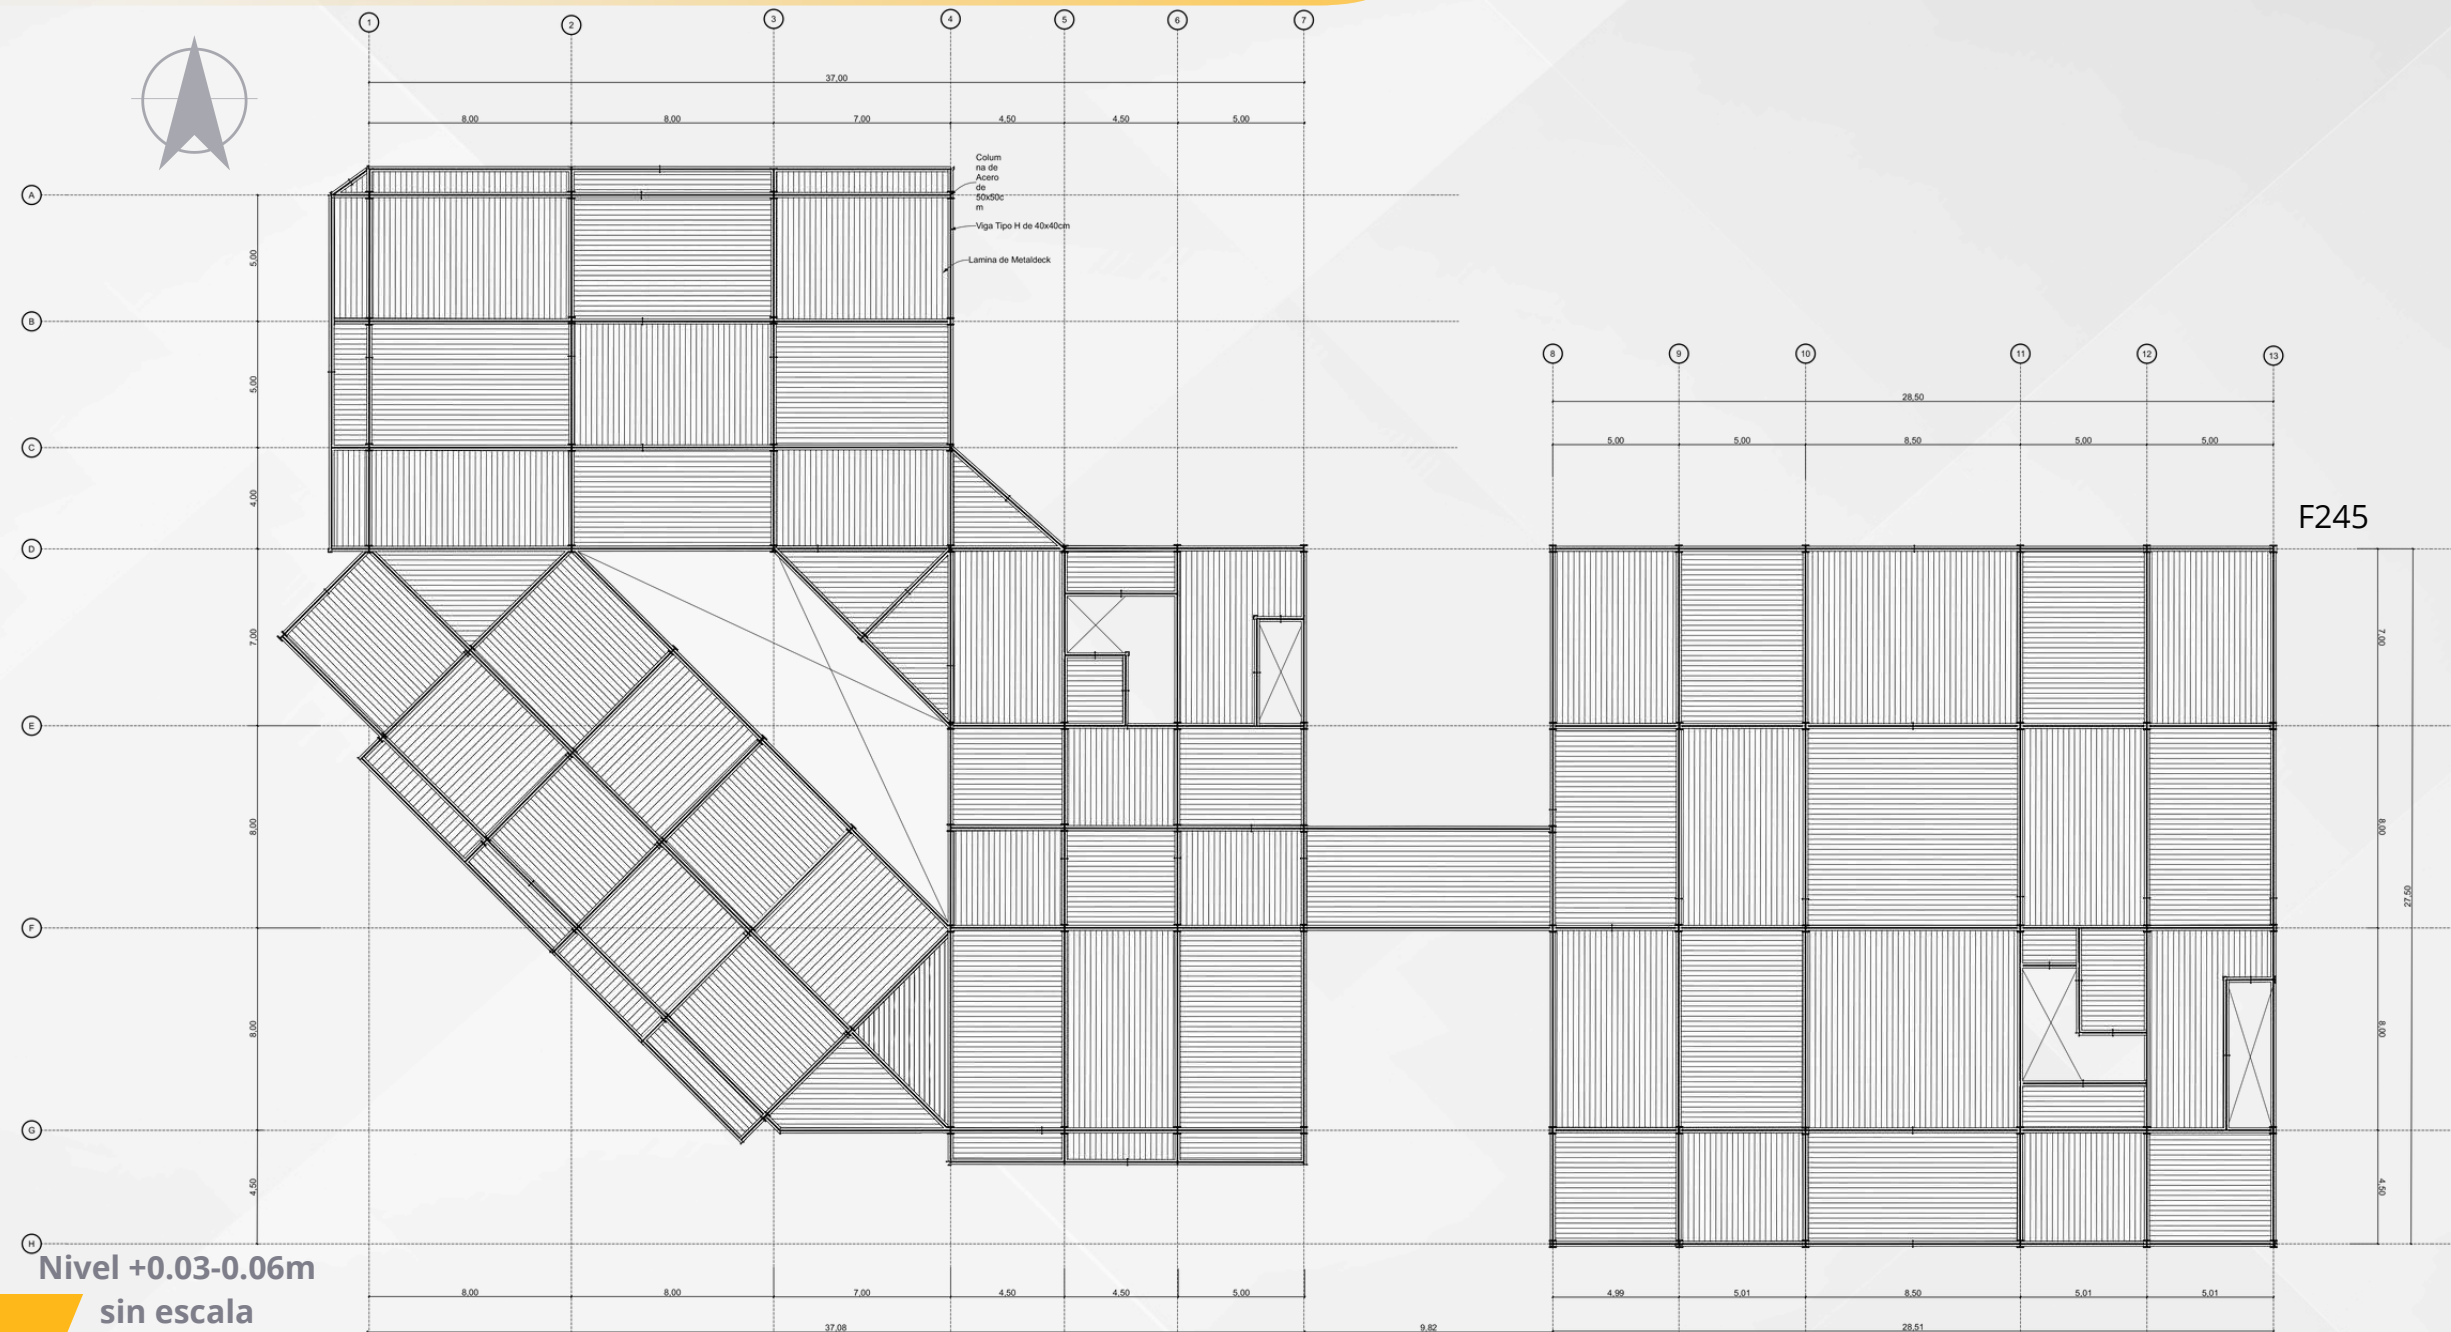 1 2 3 4 5 6 7
37,00
8,00 8,00 7,00 4,50 4,50 5,00
Colum
na de
Acero
de
50x50c
m
Viga Tipo H de 40x40cm
Lamina de Metaldeck
A
5,00
B
5,00
C
4,00
D
7,00
E
8,00
F
8,00
G
4,50
H
8 9 10 11 12 13
28,50
5,00 5,00 8,50 5,00 5,00
F245
7,00
8,00
27,50
8,00
4,50
Nivel +0.03-0.06m
sin escala
8,00 8,00 7,00 4,50 4,50 5,00
4,99 5,01 8,50 5,01 5,01
37,08 9,82 28,51